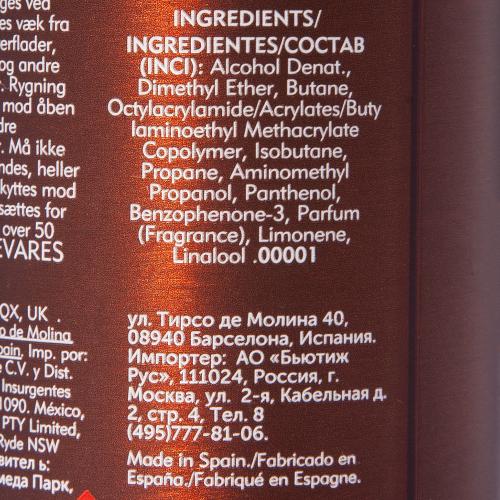 ges ved
es væk fra
erflader,
og andre
r. Rygning
mod åben
dre
r. Må ikke
ndes, heller
kyttes mod
sættes for
over 50
EVARES
QX, UK .
o de Molina
pain, Imp. por:
e C.V. y Dist.
Insurgentes
1090. México,
PTY Limited,
Ryde NSW
вител ь:
меда Парк,
INGREDIENTS/
INGREDIENTES/СОСТАВ
(INCI): Alcohol Denat.,
Dimethyl Ether, Butane,
Octylacrylamide/Acrylates/Buty
laminoethyl Methacrylate
Copolymer, Isobutane,
Propane, Aminomethyl
Propanol, Panthenol,
Benzophenone-3, Parfum
(Fragrance), Limonene,
Linalool .00001
ул. Тирсо де Молина 40,
08940 Барселона, Испания.
Импортер: АО «Бьютиж
Рус», 111024, Россия, г.
Москва, ул. 2-я, Кабельная д.
2, стр. 4, Тел. 8
(495)777-81-06.
Made in Spain./Fabricado en
España./Fabriqué en Espagne.